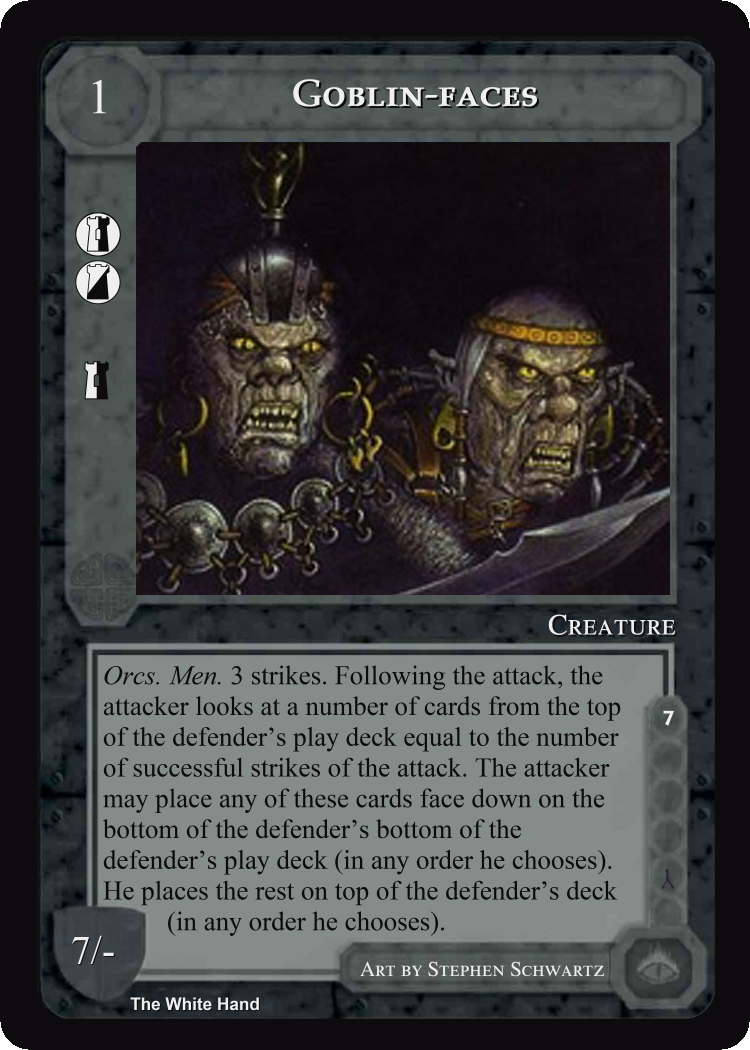 1
GOBLIN-FACES
CREATURE
Orcs. Men. 3 strikes. Following the attack, the
attacker looks at a number of cards from the top
of the defender's play deck equal to the number
of successful strikes of the attack. The attacker
may place any of these cards face down on the
bottom of the defender's bottom of the
defender's play deck (in any order he chooses).
He places the rest on top of the defender's deck
(in any order he chooses).
7
7/-
ART BY STEPHEN SCHWARTZ
The White Hand